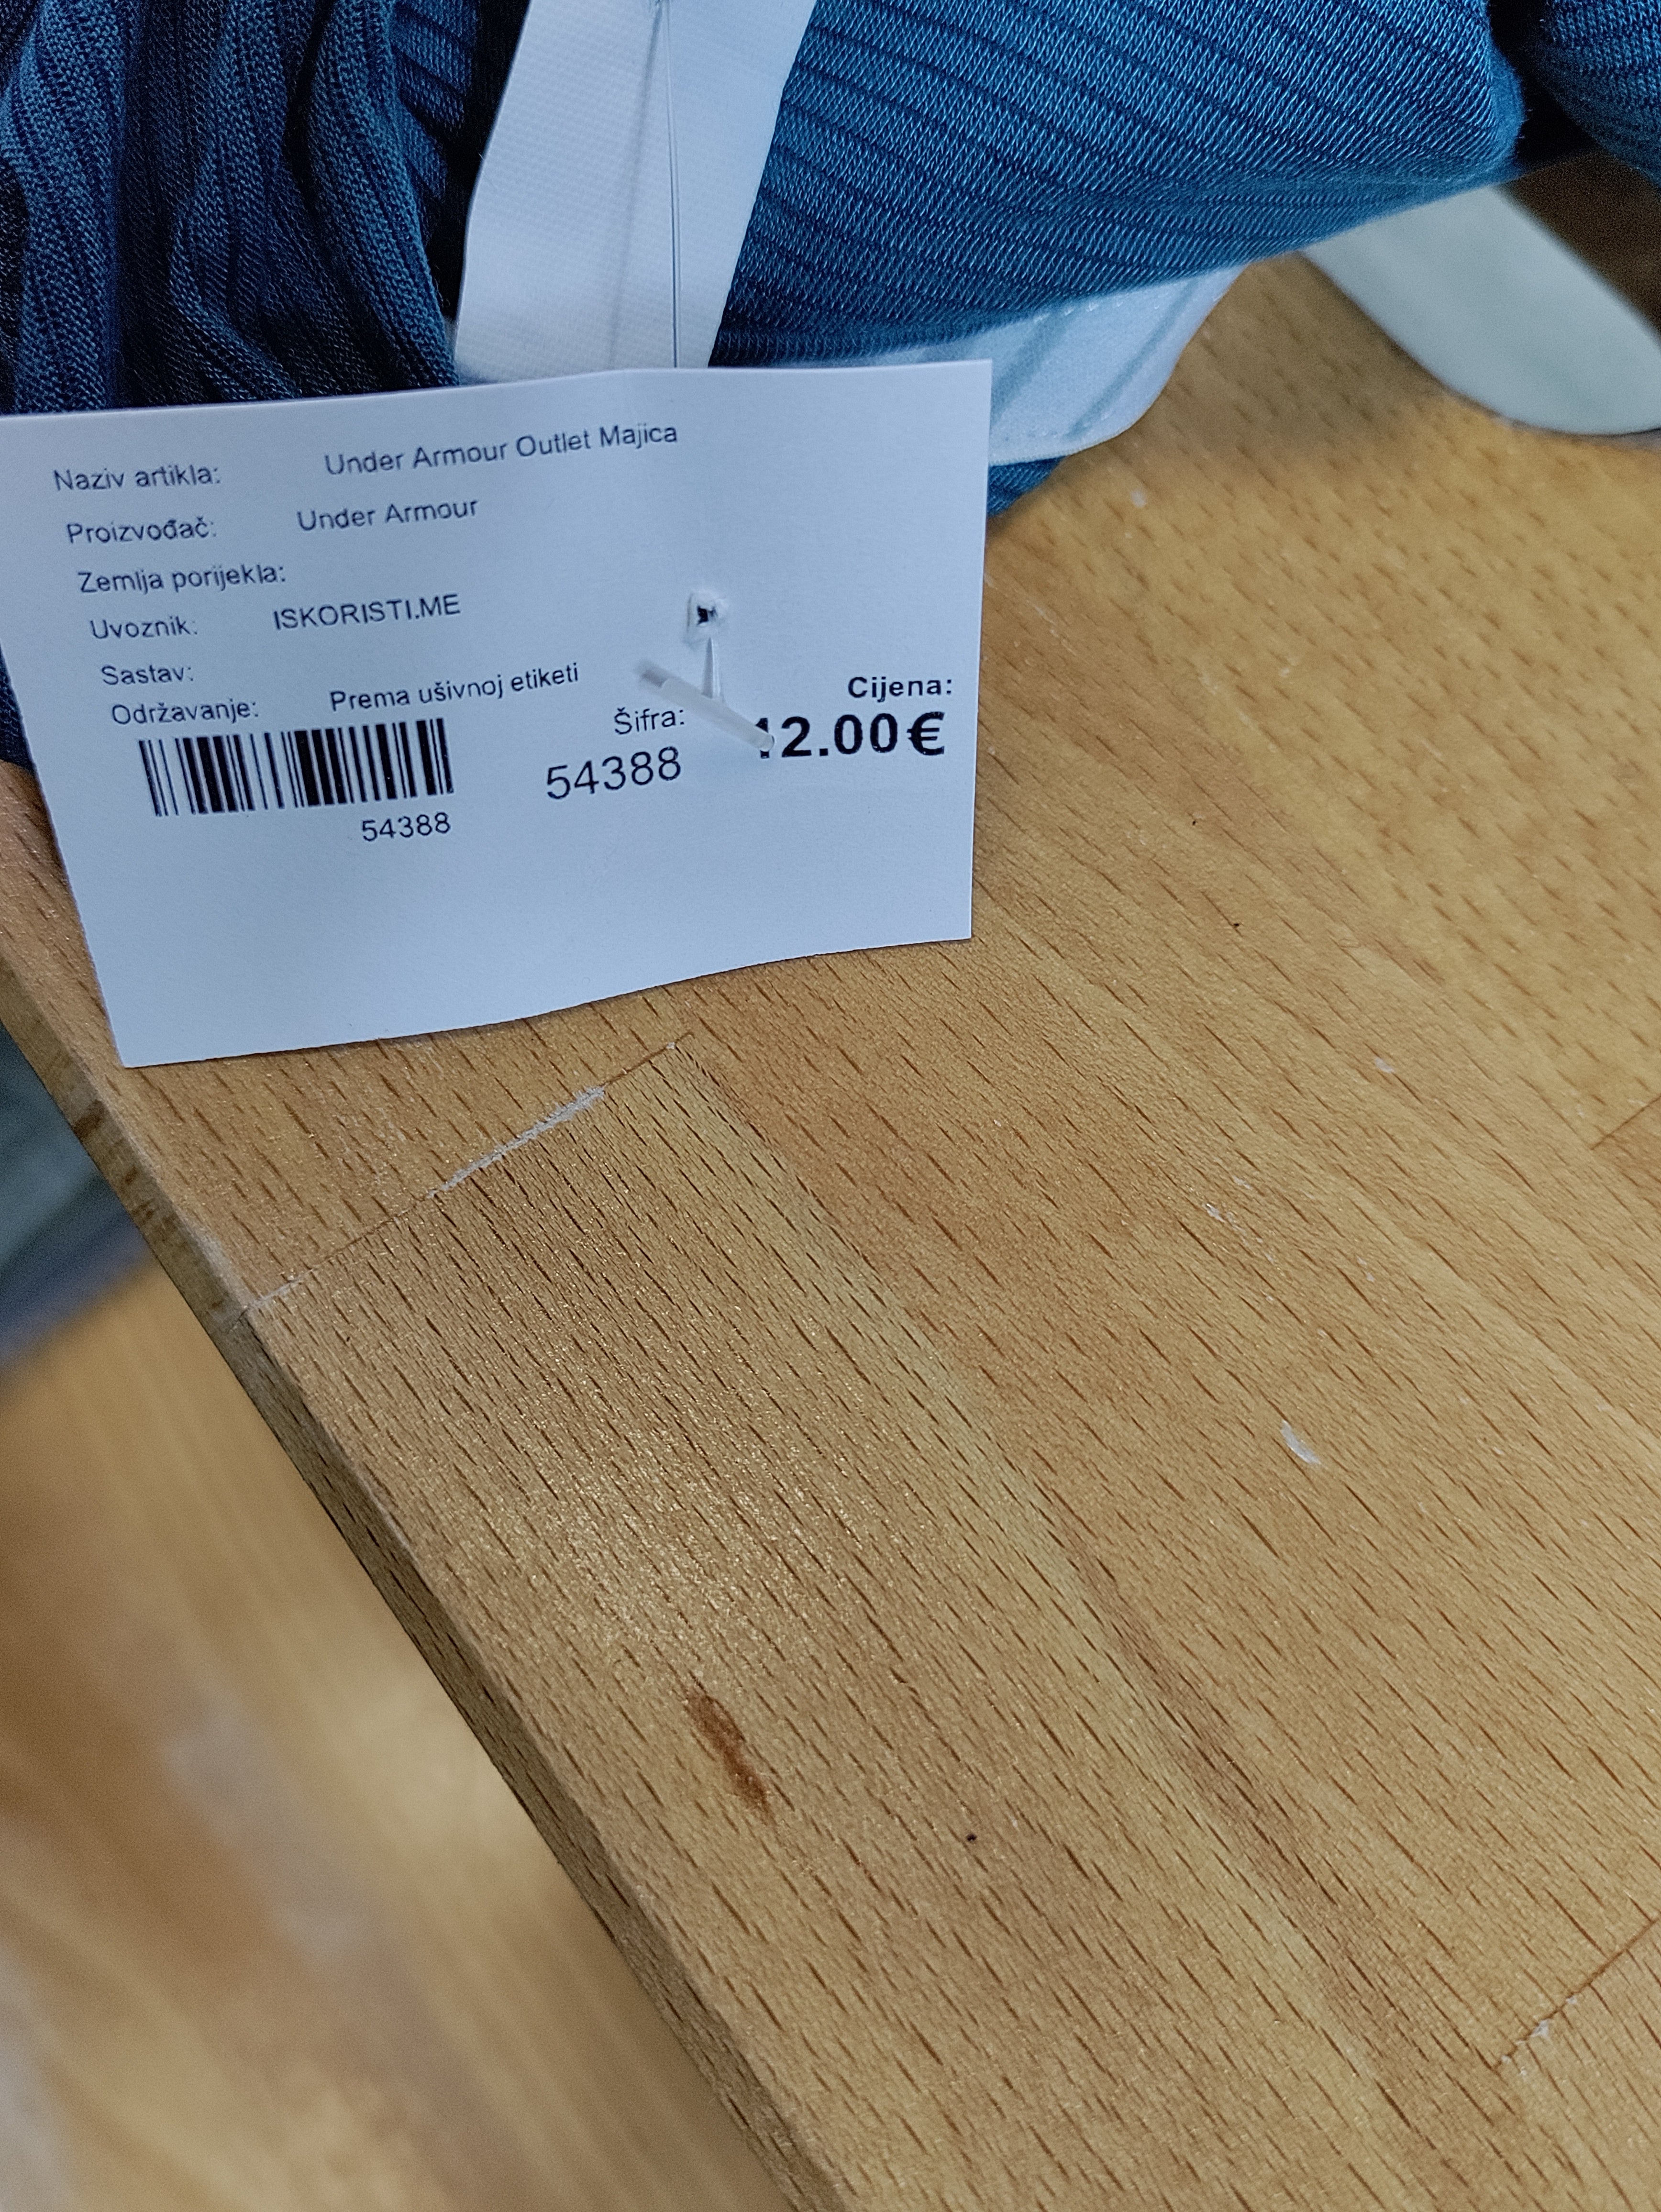 Naziv artikla: Under Armour Outlet Majica
Proizvođač: Under Armour
Zemlja porijekla:
Uvoznik: ISKORISTI.ME
Sastav:
Održavanje: Prema ušivnoj etiketi
Šifra: Cijena:
54388 12.00€
54388